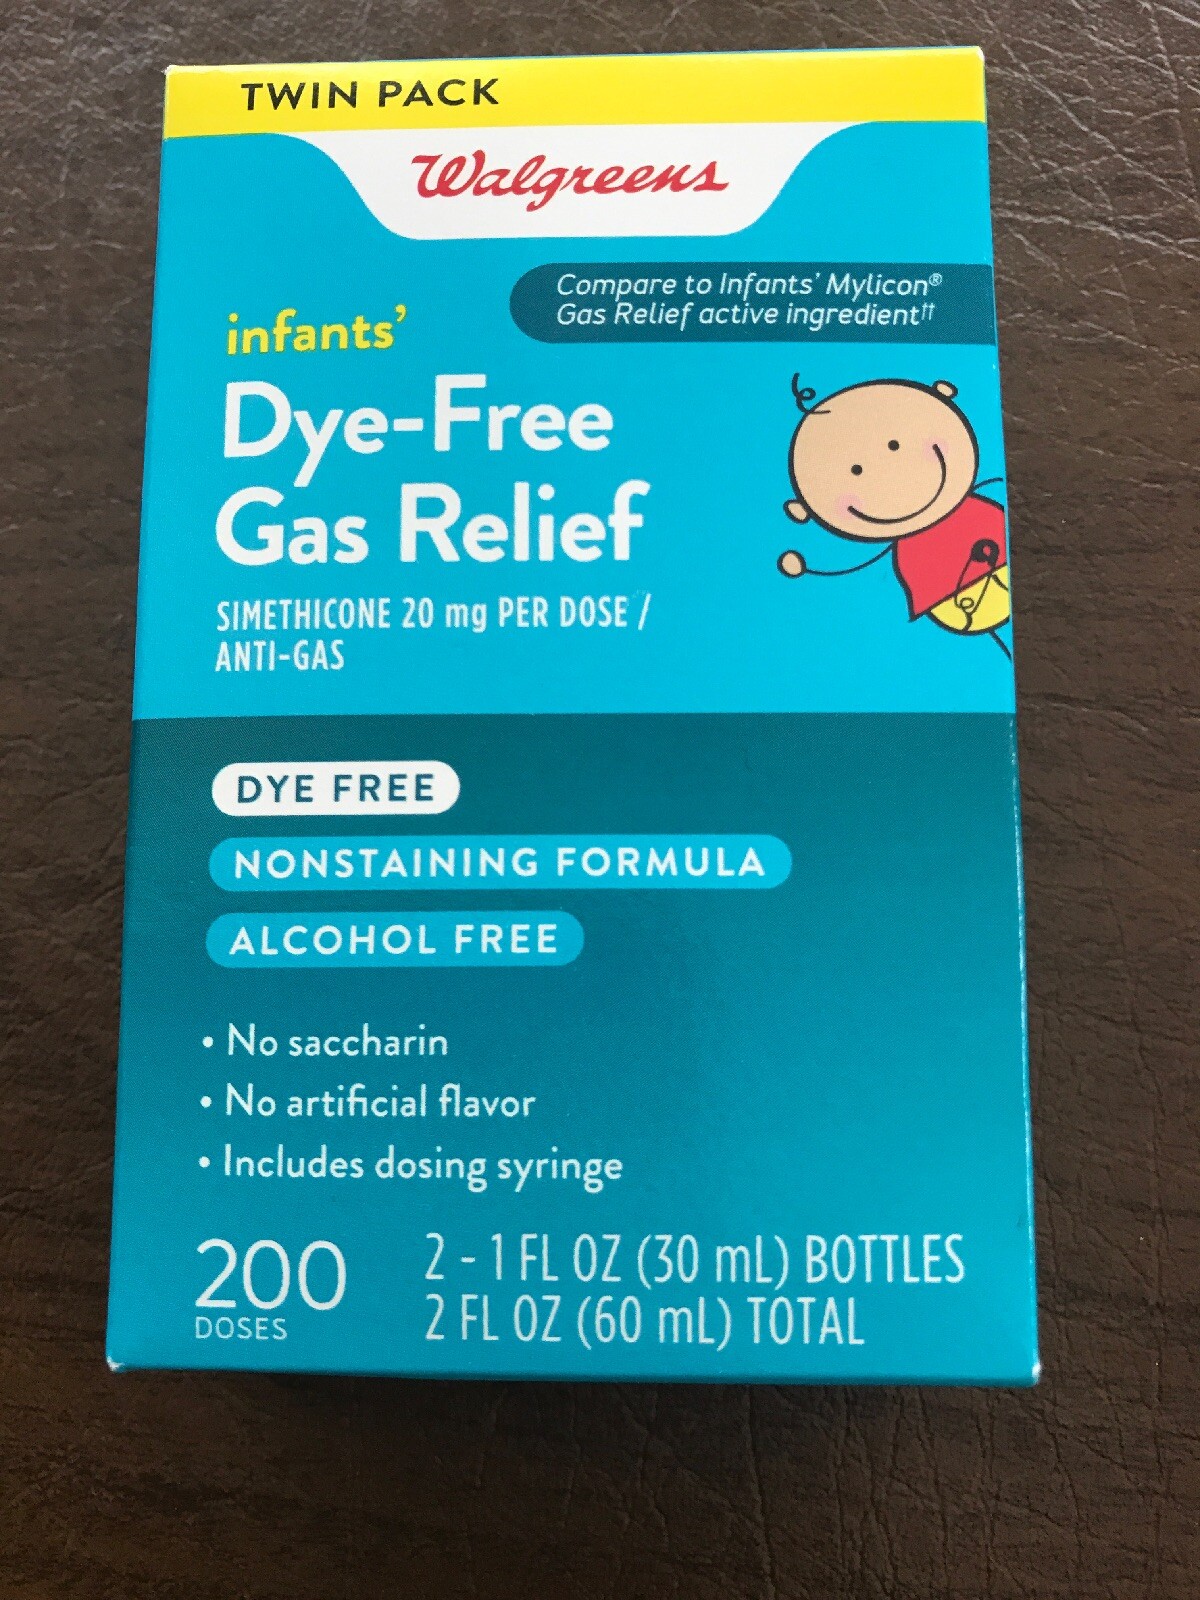 TWIN PACK
Walgreens
Compare to Infants' Mylicon®
Gas Relief active ingredient††
infants'
Dye-Free
Gas Relief
SIMETHICONE 20 mg PER DOSE /
ANTI-GAS
DYE FREE
NONSTAINING FORMULA
ALCOHOL FREE
• No saccharin
• No artificial flavor
• Includes dosing syringe
200
DOSES
2 - 1 FL OZ (30 mL) BOTTLES
2 FL OZ (60 mL) TOTAL